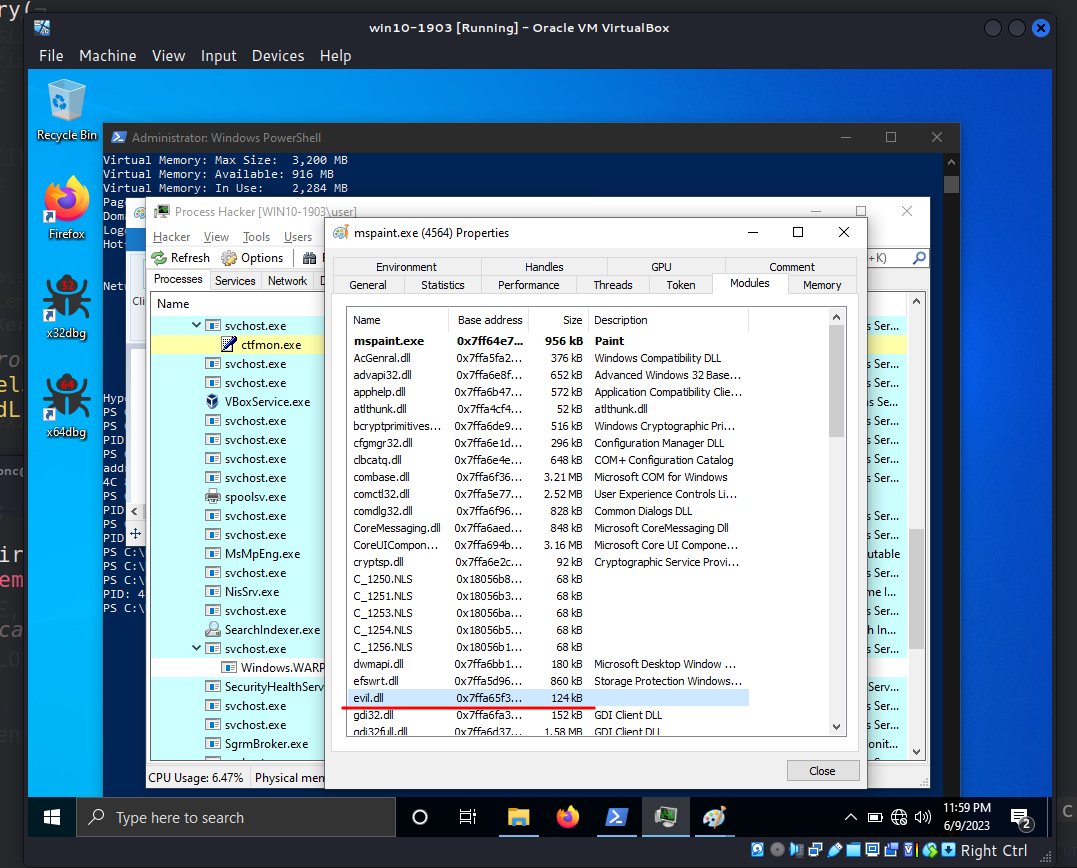 win10-1903 [Running] - Oracle VM VirtualBox
File Machine View Input Devices Help
Recycle Bin
Firefox
x32dbg
x64dbg
Administrator: Windows PowerShell
Virtual Memory: Max Size: 3,200 MB
Virtual Memory: Available: 916 MB
Virtual Memory: In Use: 2,284 MB
Process Hacker [WIN10-1903\user]
Hacker View Tools Users
Refresh Options
Processes Services Network
Name
svchost.exe
ctfmon.exe
svchost.exe
svchost.exe
VBoxService.exe
svchost.exe
svchost.exe
svchost.exe
svchost.exe
spoolsv.exe
svchost.exe
svchost.exe
MsMpEng.exe
svchost.exe
NisSrv.exe
svchost.exe
SearchIndexer.exe
svchost.exe
Windows.WARP
SecurityHealthServ
svchost.exe
svchost.exe
SgrmBroker.exe
CPU Usage: 6.47% Physical mem
mspaint.exe (4564) Properties
Environment Handles GPU Comment
General Statistics Performance Threads Token Modules Memory
Name Base address Size Description
mspaint.exe 0x7ff64e7... 956 kB Paint
AcGenral.dll 0x7ffa5fa2... 376 kB Windows Compatibility DLL
advapi32.dll 0x7ffa6e8f... 652 kB Advanced Windows 32 Base...
apphelp.dll 0x7ffa6b47... 572 kB Application Compatibility Clie...
atlthunk.dll 0x7ffa4cf4... 52 kB atlthunk.dll
bcryptprimitives... 0x7ffa6de9... 516 kB Windows Cryptographic Pri...
cfgmgr32.dll 0x7ffa6e1d... 296 kB Configuration Manager DLL
clbcatq.dll 0x7ffa6e4e... 648 kB COM+ Configuration Catalog
combase.dll 0x7ffa6f36... 3.21 MB Microsoft COM for Windows
comctl32.dll 0x7ffa5e77... 2.52 MB User Experience Controls Li...
comdlg32.dll 0x7ffa6f96... 828 kB Common Dialogs DLL
CoreMessaging.dll 0x7ffa6aed... 848 kB Microsoft CoreMessaging Dll
CoreUICompon... 0x7ffa694b... 3.16 MB Microsoft Core UI Compone...
cryptsp.dll 0x7ffa6e2c... 92 kB Cryptographic Service Provi...
C_1250.NLS 0x18056b8... 68 kB
C_1251.NLS 0x18056b3... 68 kB
C_1253.NLS 0x18056ba... 68 kB
C_1254.NLS 0x18056b5... 68 kB
C_1256.NLS 0x18056b1... 68 kB
dwmapi.dll 0x7ffa6bb1... 180 kB Microsoft Desktop Window ...
efswrt.dll 0x7ffa5d96... 860 kB Storage Protection Windows...
evil.dll 0x7ffa65f3... 124 kB
gdi32.dll 0x7ffa6fa3... 152 kB GDI Client DLL
gdi32full.dll 0x7ffa6d37... 1.58 MB GDI Client DLL
Close
Type here to search
11:59 PM
6/9/2023
2
Right Ctrl